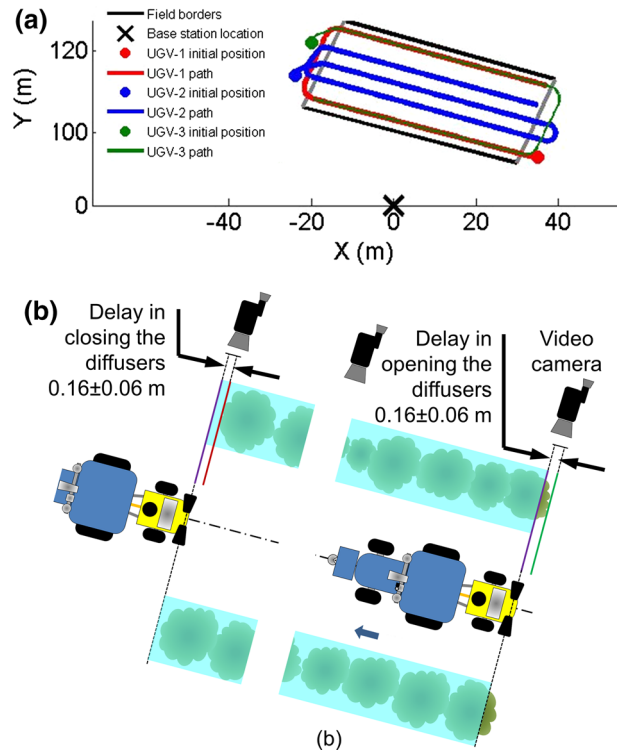 (a)
Field borders
Base station location
UGV-1 initial position
UGV-1 path
UGV-2 initial position
UGV-2 path
UGV-3 initial position
UGV-3 path
Y (m)
120
100
0
-40
-20
0
20
40
X (m)
(b)
Delay in
closing the
diffusers
0.16±0.06 m
Delay in
opening the
diffusers
0.16±0.06 m
Video
camera
(b)